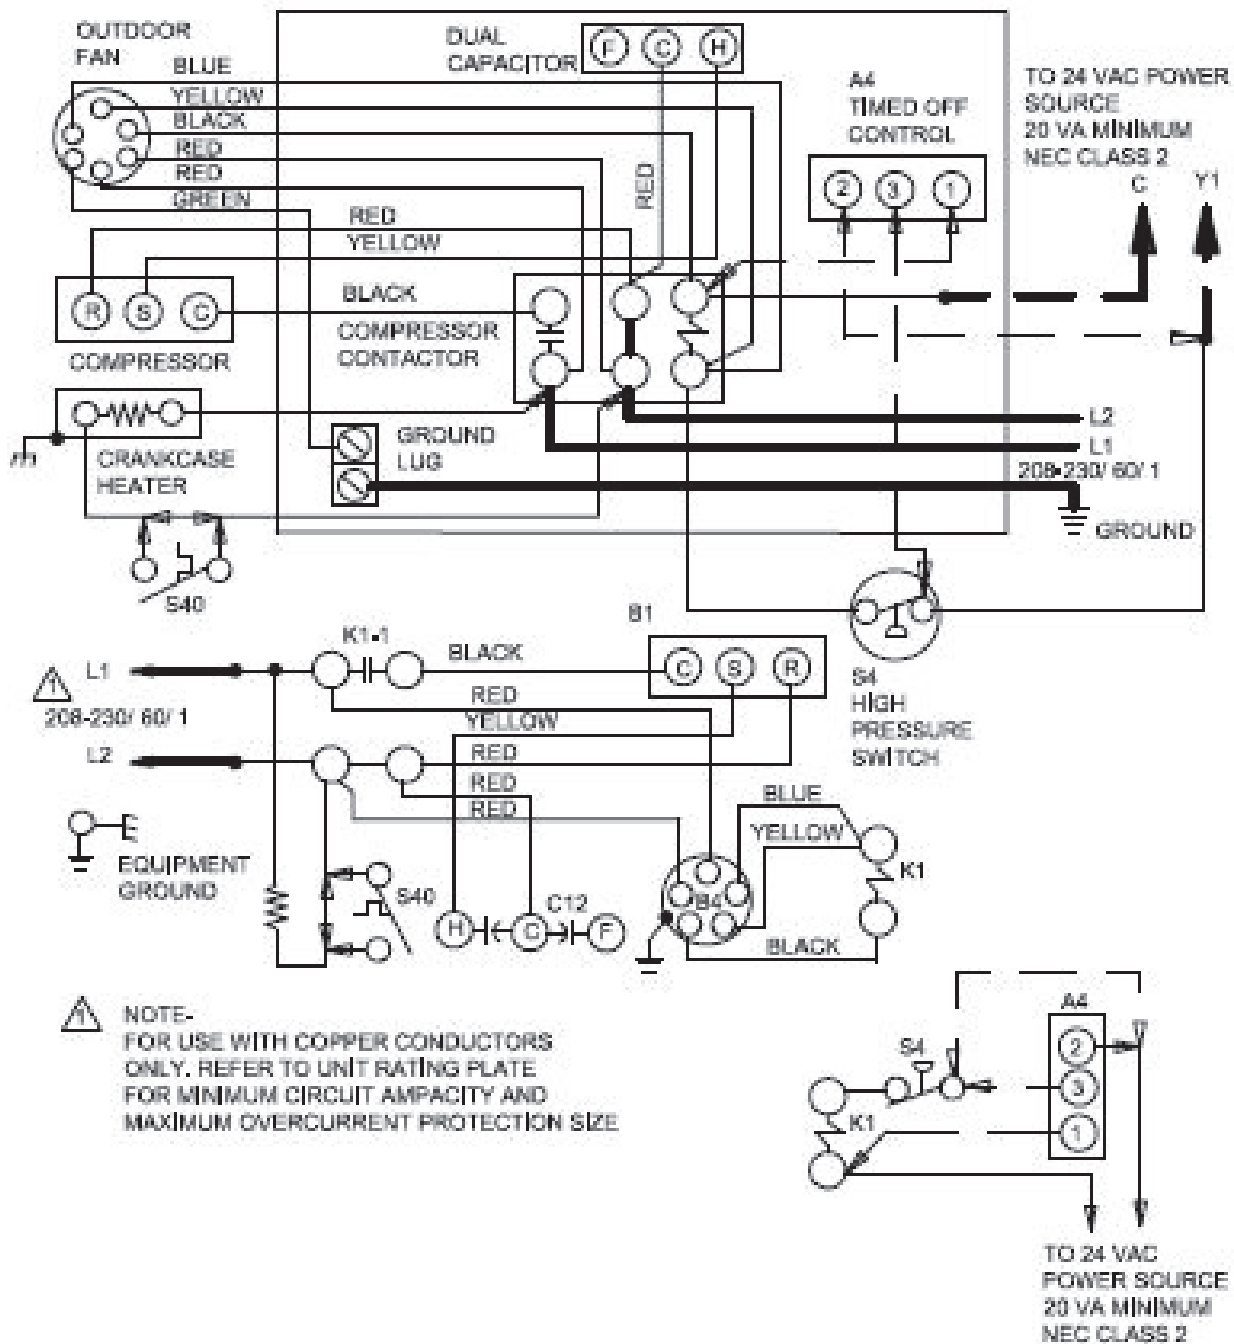 OUTDOOR
FAN
BLUE
YELLOW
BLACK
RED
RED
GREEN
DUAL
CAPACITOR
F C H
A4
TIMED OFF
CONTROL
2 3 1
TO 24 VAC POWER
SOURCE
20 VA MINIMUM
NEC CLASS 2
C Y1
RED
RED
YELLOW
R S C
COMPRESSOR
BLACK
COMPRESSOR
CONTACTOR
CRANKCASE
HEATER
GROUND
LUG
L2
L1
208-230/ 60/ 1
GROUND
S40
S4
HIGH
PRESSURE
SWITCH
B1
C S R
K1-1
BLACK
RED
YELLOW
RED
RED
RED
1
L1
208-230/ 60/ 1
L2
EQUIPMENT
GROUND
S40
H C F
C12
BLUE
YELLOW
B4
K1
BLACK
1 NOTE-
FOR USE WITH COPPER CONDUCTORS
ONLY. REFER TO UNIT RATING PLATE
FOR MINIMUM CIRCUIT AMPACITY AND
MAXIMUM OVERCURRENT PROTECTION SIZE
A4
2
3
1
S4
K1
TO 24 VAC
POWER SOURCE
20 VA MINIMUM
NEC CLASS 2